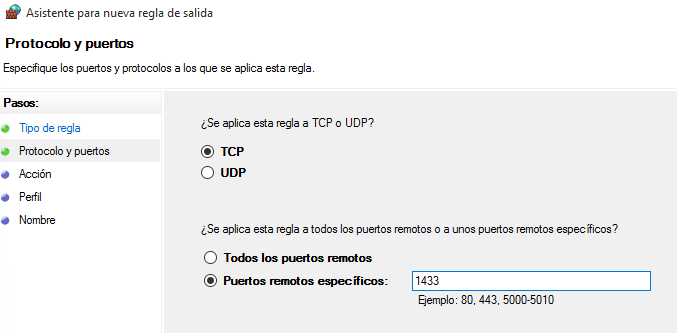 Asistente para nueva regla de salida
Protocolo y puertos
Especifique los puertos y protocolos a los que se aplica esta regla.
Pasos:
Tipo de regla
Protocolo y puertos
Acción
Perfil
Nombre
¿Se aplica esta regla a TCP o UDP?
TCP
UDP
¿Se aplica esta regla a todos los puertos remotos o a unos puertos remotos específicos?
Todos los puertos remotos
Puertos remotos específicos: 1433
Ejemplo: 80, 443, 5000-5010